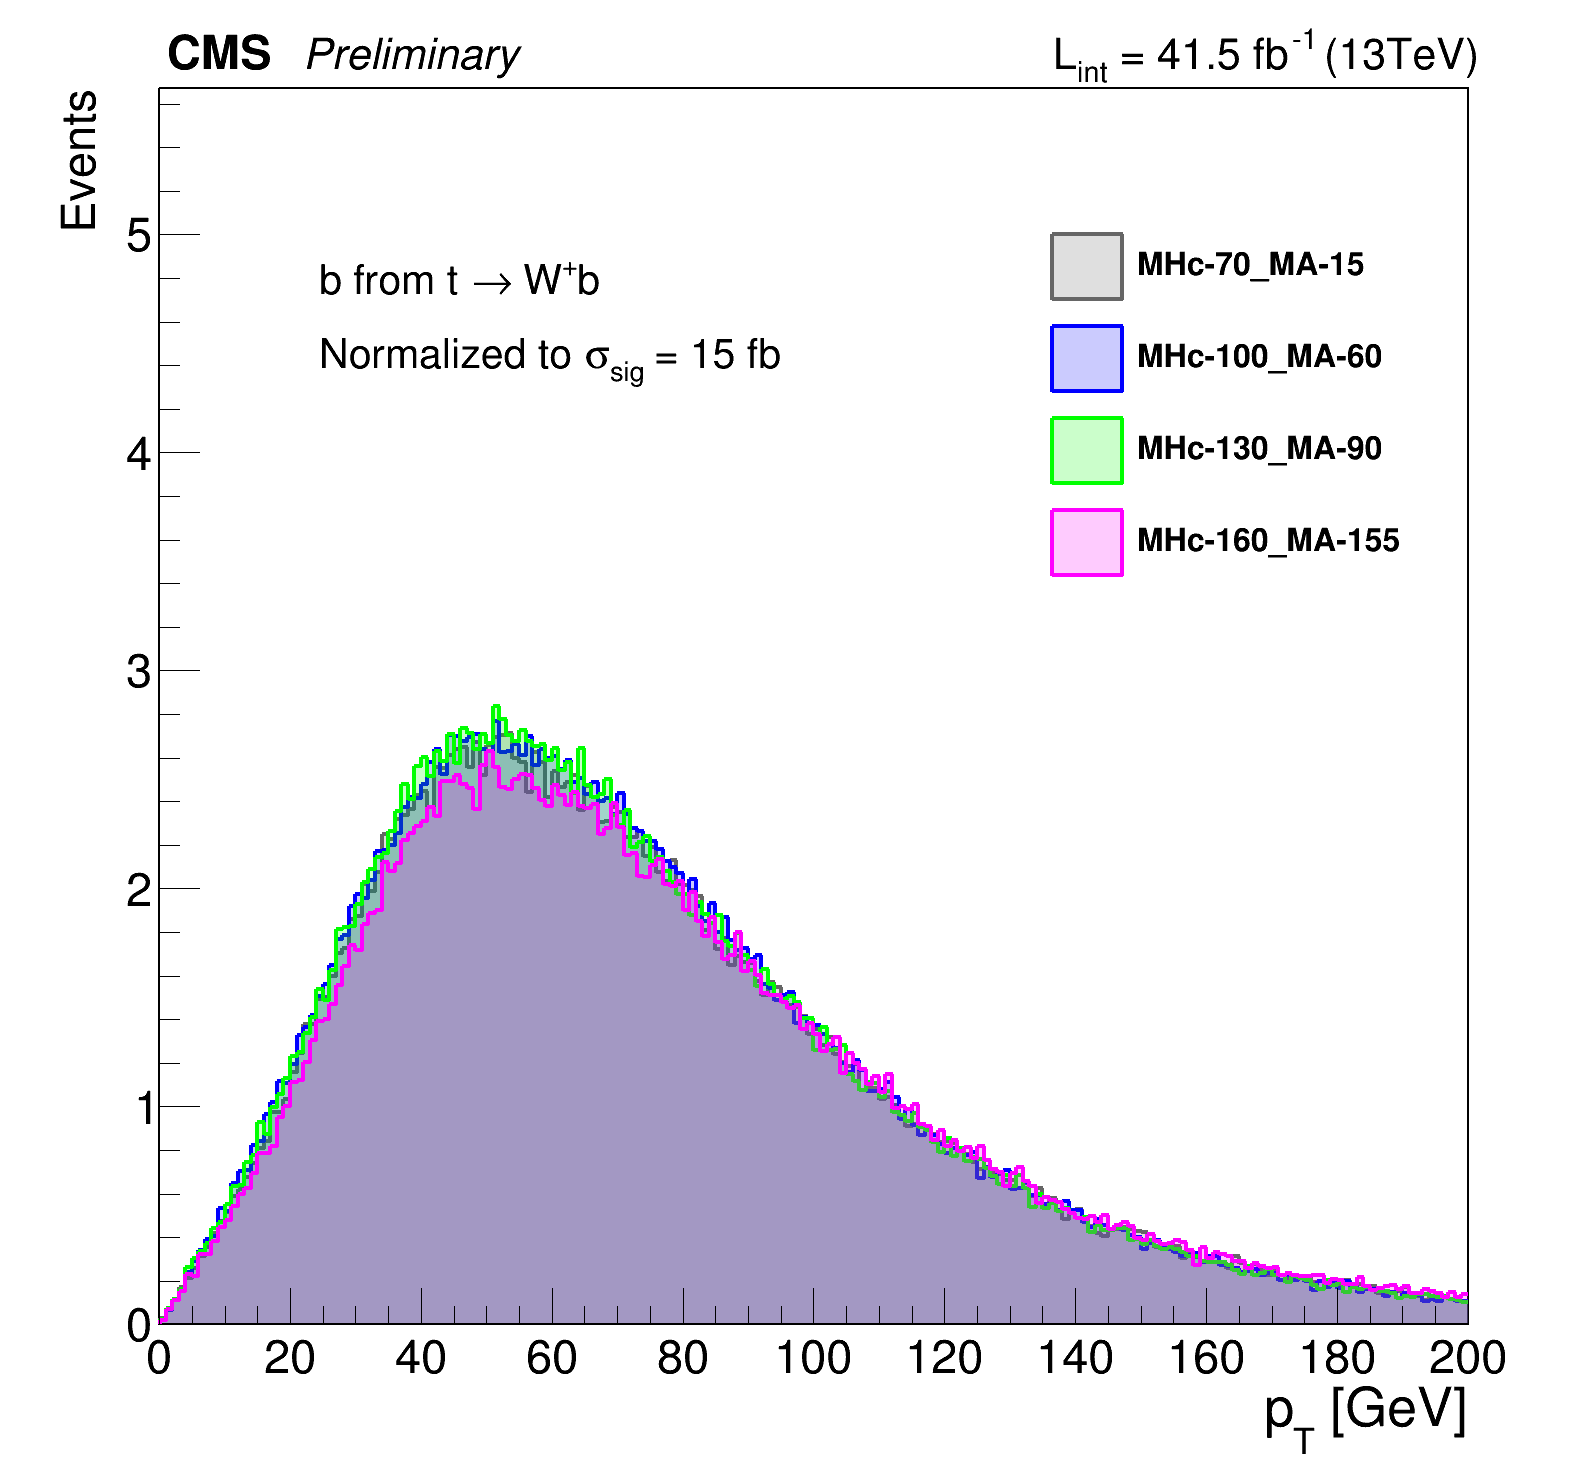 CMS Preliminary L_int = 41.5 fb^-1 (13TeV)
Events
5
4
3
2
1
0
b from t → W⁺b
Normalized to σ_sig = 15 fb
MHc-70_MA-15
MHc-100_MA-60
MHc-130_MA-90
MHc-160_MA-155
0 20 40 60 80 100 120 140 160 180 200
p_T [GeV]